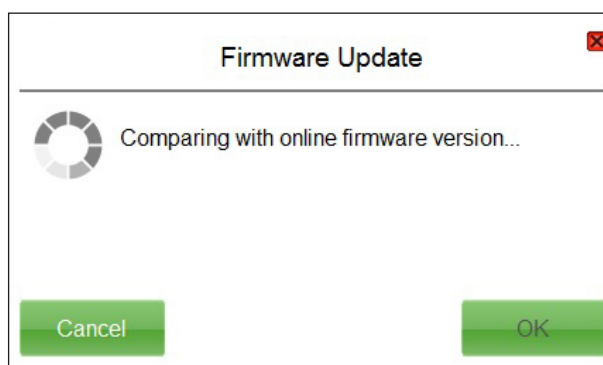 Firmware Update
Comparing with online firmware version...
Cancel
OK